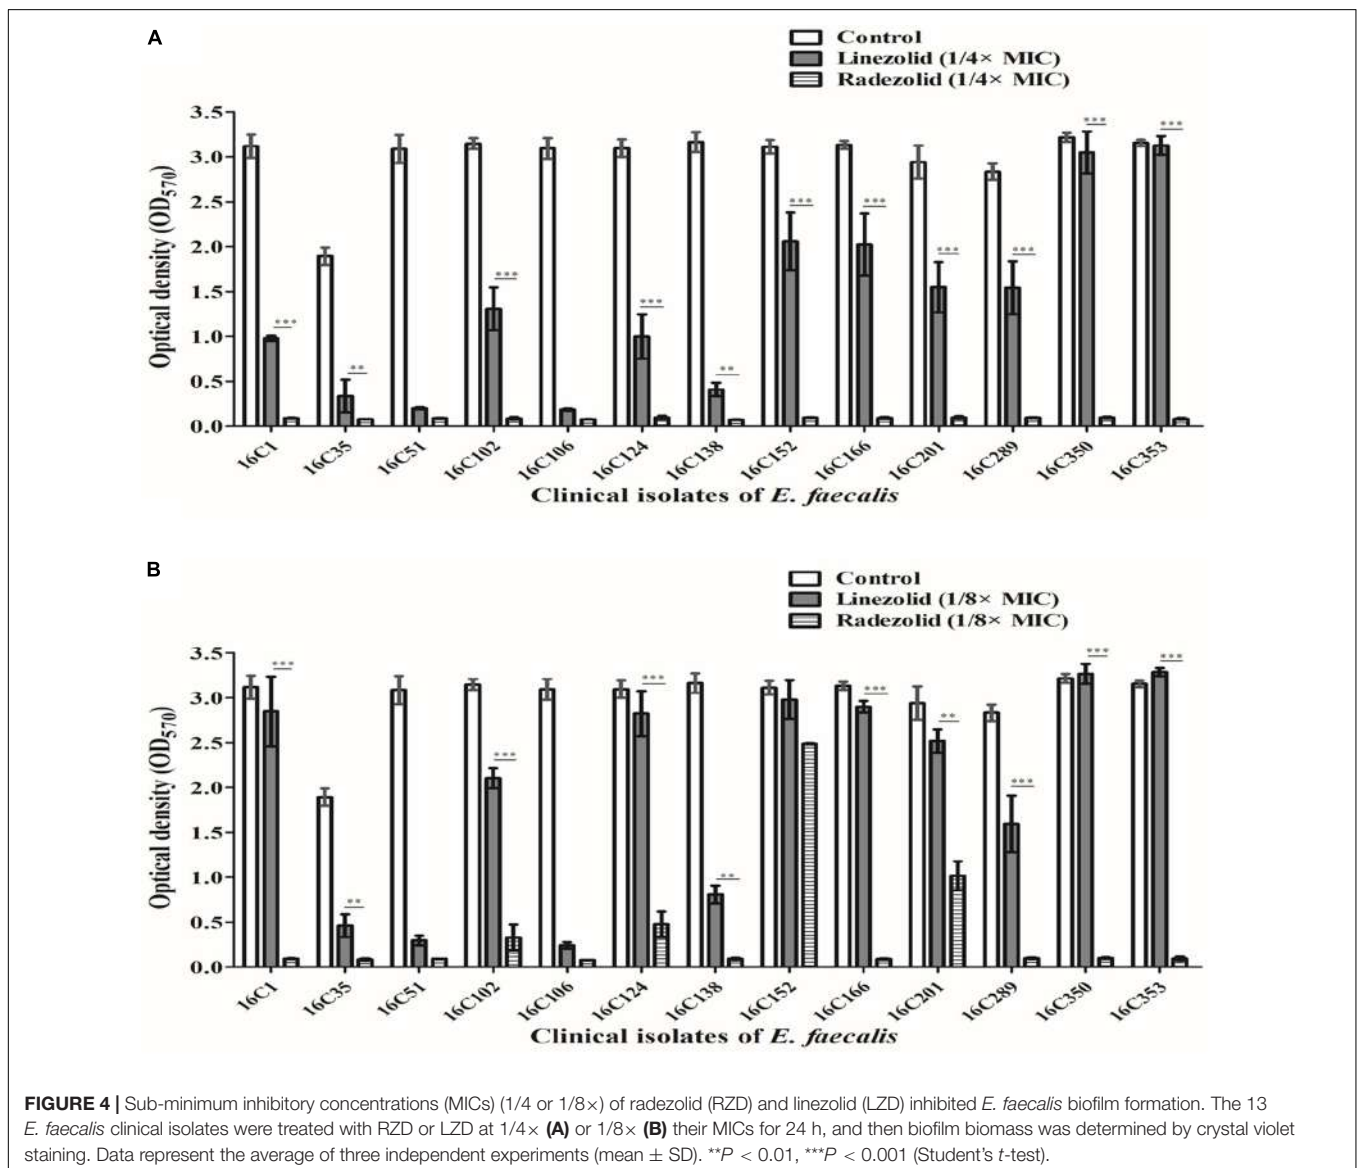 A
Control
Linezolid (1/4× MIC)
Radezolid (1/4× MIC)
Optical density (OD570)
3.5
3.0
2.5
2.0
1.5
1.0
0.5
0.0
***
**
***
***
**
***
***
***
***
***
***
16C1
16C35
16C51
16C102
16C106
16C124
16C138
16C152
16C166
16C201
16C289
16C350
16C353
Clinical isolates of E. faecalis
B
Control
Linezolid (1/8× MIC)
Radezolid (1/8× MIC)
Optical density (OD570)
3.5
3.0
2.5
2.0
1.5
1.0
0.5
0.0
***
**
***
***
**
***
**
***
***
***
16C1
16C35
16C51
16C102
16C106
16C124
16C138
16C152
16C166
16C201
16C289
16C350
16C353
Clinical isolates of E. faecalis
FIGURE 4 | Sub-minimum inhibitory concentrations (MICs) (1/4 or 1/8×) of radezolid (RZD) and linezolid (LZD) inhibited E. faecalis biofilm formation. The 13
E. faecalis clinical isolates were treated with RZD or LZD at 1/4× (A) or 1/8× (B) their MICs for 24 h, and then biofilm biomass was determined by crystal violet
staining. Data represent the average of three independent experiments (mean ± SD). **P < 0.01, ***P < 0.001 (Student's t-test).